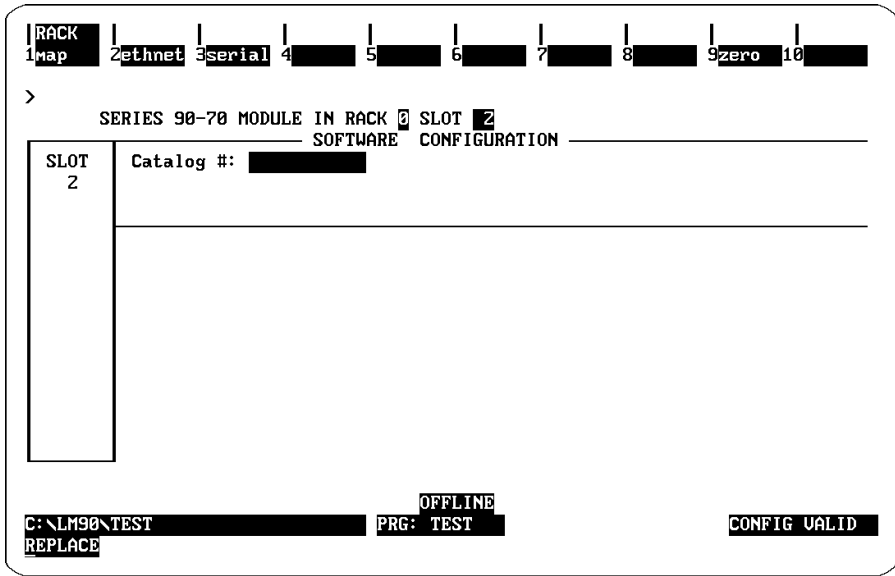 RACK
1map 2ethnet 3serial 4 5 6 7 8 9zero 10
>
SERIES 90-70 MODULE IN RACK 0 SLOT 2
SOFTWARE CONFIGURATION
SLOT Catalog #:
2
OFFLINE
C:\LM90\TEST PRG: TEST CONFIG VALID
REPLACE